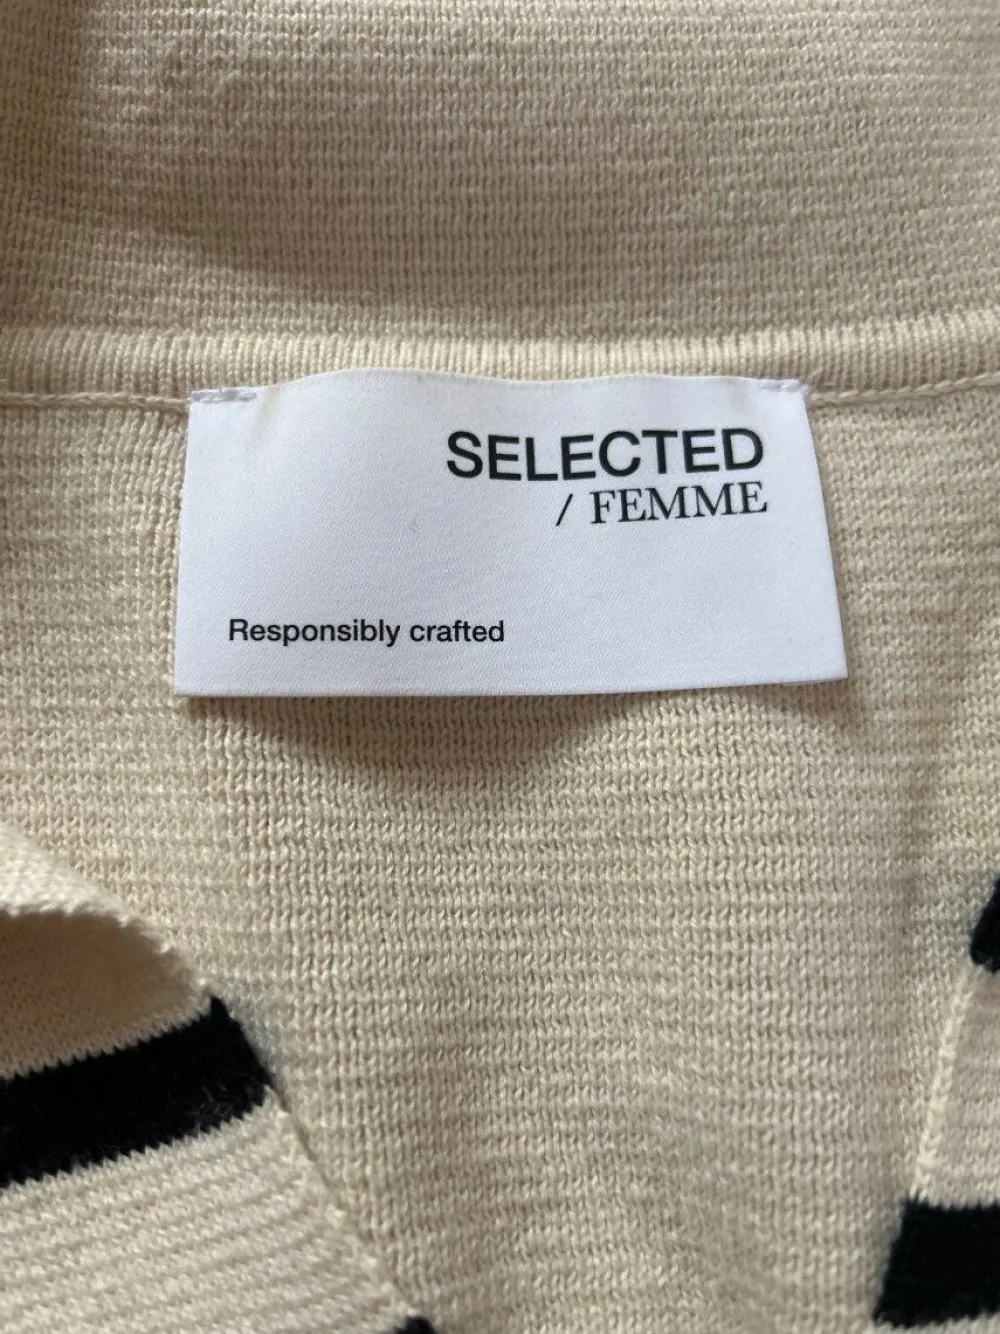 SELECTED
/ FEMME
Responsibly crafted